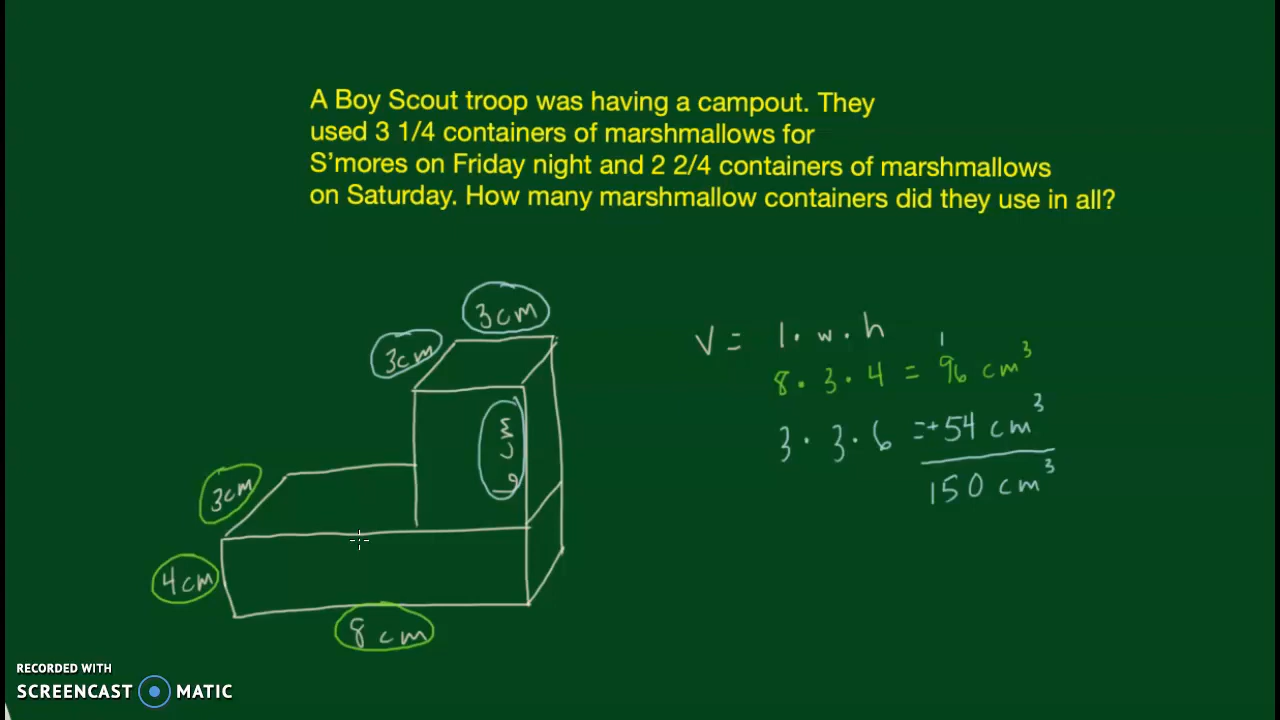 A Boy Scout troop was having a campout. They
used 3 1/4 containers of marshmallows for
S'mores on Friday night and 2 2/4 containers of marshmallows
on Saturday. How many marshmallow containers did they use in all?
3cm
3cm
6cm
3cm
4cm
8cm
V = l · w · h
1
8 · 3 · 4 = 96 cm³
3 · 3 · 6 = +54 cm³
150 cm³
RECORDED WITH
SCREENCAST MATIC